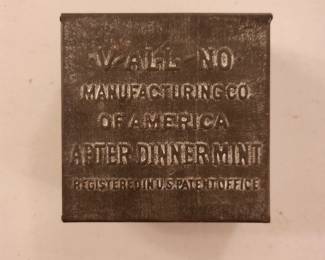 ·V-ALL-NO·
MANUFACTURING CO.
OF AMERICA
AFTER DINNER MINT
REGISTERED IN U.S. PATENT OFFICE